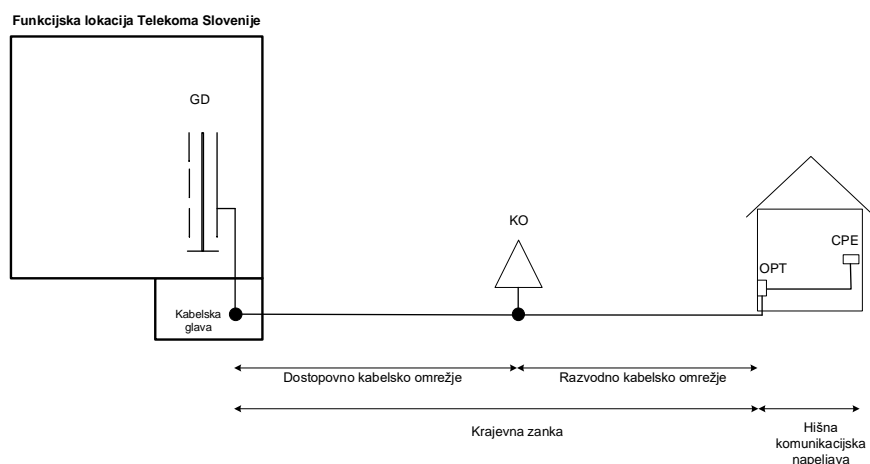 Funkcijska lokacija Telekoma Slovenije
GD
KO
CPE
OPT
Kabelska
glava
Dostopovno kabelsko omrežje
Razvodno kabelsko omrežje
Krajevna zanka
Hišna
komunikacijska
napeljava